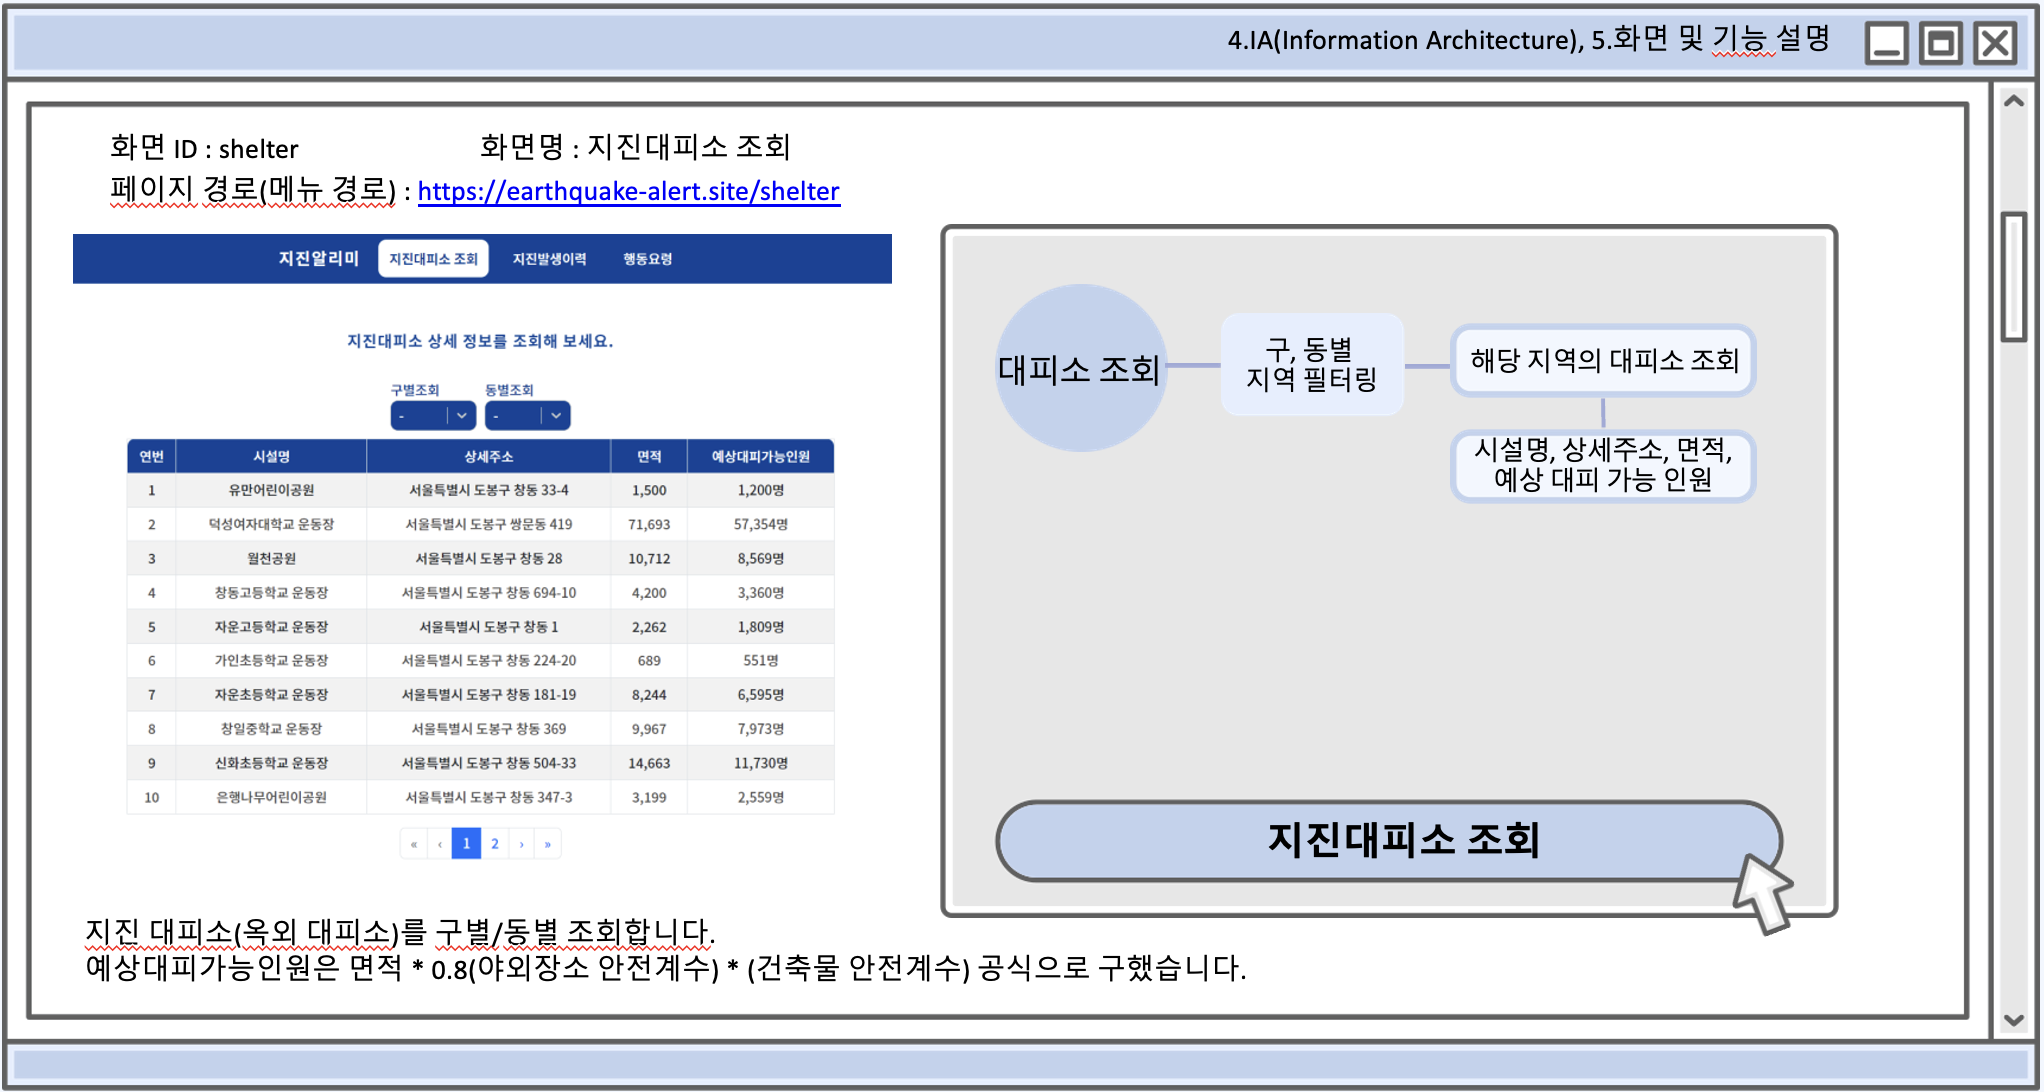 4.IA(Information Architecture), 5.화면 및 기능 설명
화면 ID : shelter 화면명 : 지진대피소 조회
페이지 경로(메뉴 경로) : https://earthquake-alert.site/shelter
지진알리미 지진대피소 조회 지진발생이력 행동요령
지진대피소 상세 정보를 조회해 보세요.
구별조회 동별조회
- -
연번 시설명 상세주소 면적 예상대피가능인원
1 유만어린이공원 서울특별시 도봉구 창동 33-4 1,500 1,200명
2 덕성여자대학교 운동장 서울특별시 도봉구 쌍문동 419 71,693 57,354명
3 월천공원 서울특별시 도봉구 창동 28 10,712 8,569명
4 창동고등학교 운동장 서울특별시 도봉구 창동 694-10 4,200 3,360명
5 자운고등학교 운동장 서울특별시 도봉구 창동 1 2,262 1,809명
6 가인초등학교 운동장 서울특별시 도봉구 창동 224-20 689 551명
7 자운초등학교 운동장 서울특별시 도봉구 창동 181-19 8,244 6,595명
8 창일중학교 운동장 서울특별시 도봉구 창동 369 9,967 7,973명
9 신화초등학교 운동장 서울특별시 도봉구 창동 504-33 14,663 11,730명
10 은행나무어린이공원 서울특별시 도봉구 창동 347-3 3,199 2,559명
« ‹ 1 2 › »
대피소 조회
구, 동별
지역 필터링
해당 지역의 대피소 조회
시설명, 상세주소, 면적,
예상 대피 가능 인원
지진대피소 조회
지진 대피소(옥외 대피소)를 구별/동별 조회합니다.
예상대피가능인원은 면적 * 0.8(야외장소 안전계수) * (건축물 안전계수) 공식으로 구했습니다.